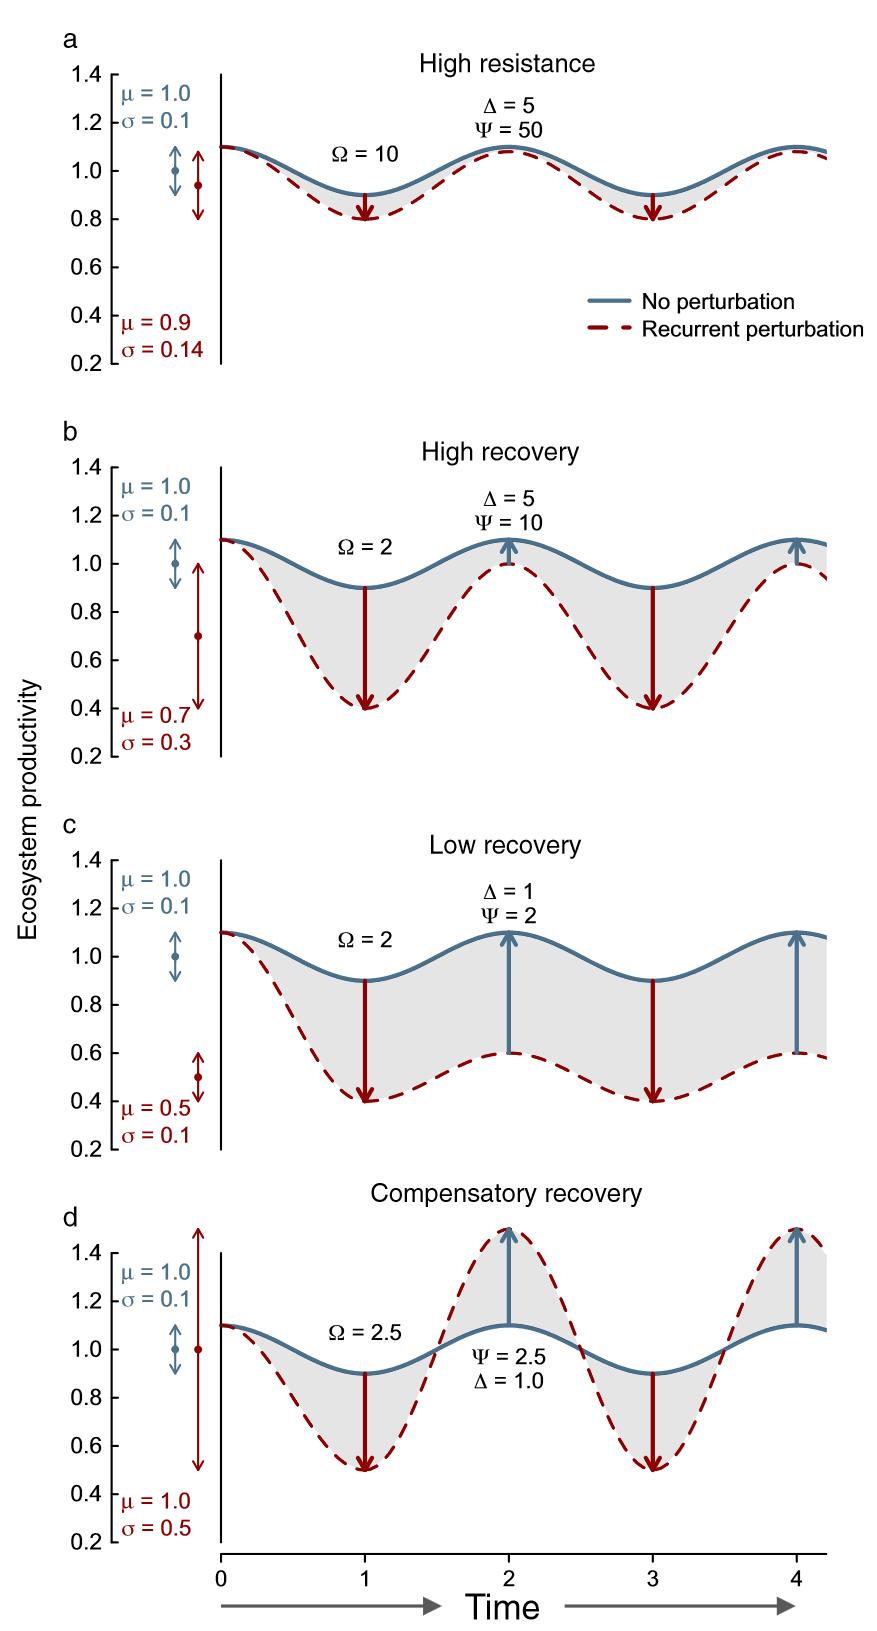 a
High resistance
1.4
1.2
1.0
0.8
0.6
0.4
0.2
μ = 1.0
σ = 0.1
Ω = 10
Δ = 5
Ψ = 50
μ = 0.9
σ = 0.14
No perturbation
Recurrent perturbation
b
High recovery
1.4
1.2
1.0
0.8
0.6
0.4
0.2
μ = 1.0
σ = 0.1
Ω = 2
Δ = 5
Ψ = 10
μ = 0.7
σ = 0.3
Ecosystem productivity
c
Low recovery
1.4
1.2
1.0
0.8
0.6
0.4
0.2
μ = 1.0
σ = 0.1
Ω = 2
Δ = 1
Ψ = 2
μ = 0.5
σ = 0.1
d
Compensatory recovery
1.4
1.2
1.0
0.8
0.6
0.4
0.2
μ = 1.0
σ = 0.1
Ω = 2.5
Ψ = 2.5
Δ = 1.0
μ = 1.0
σ = 0.5
0 1 2 3 4
Time